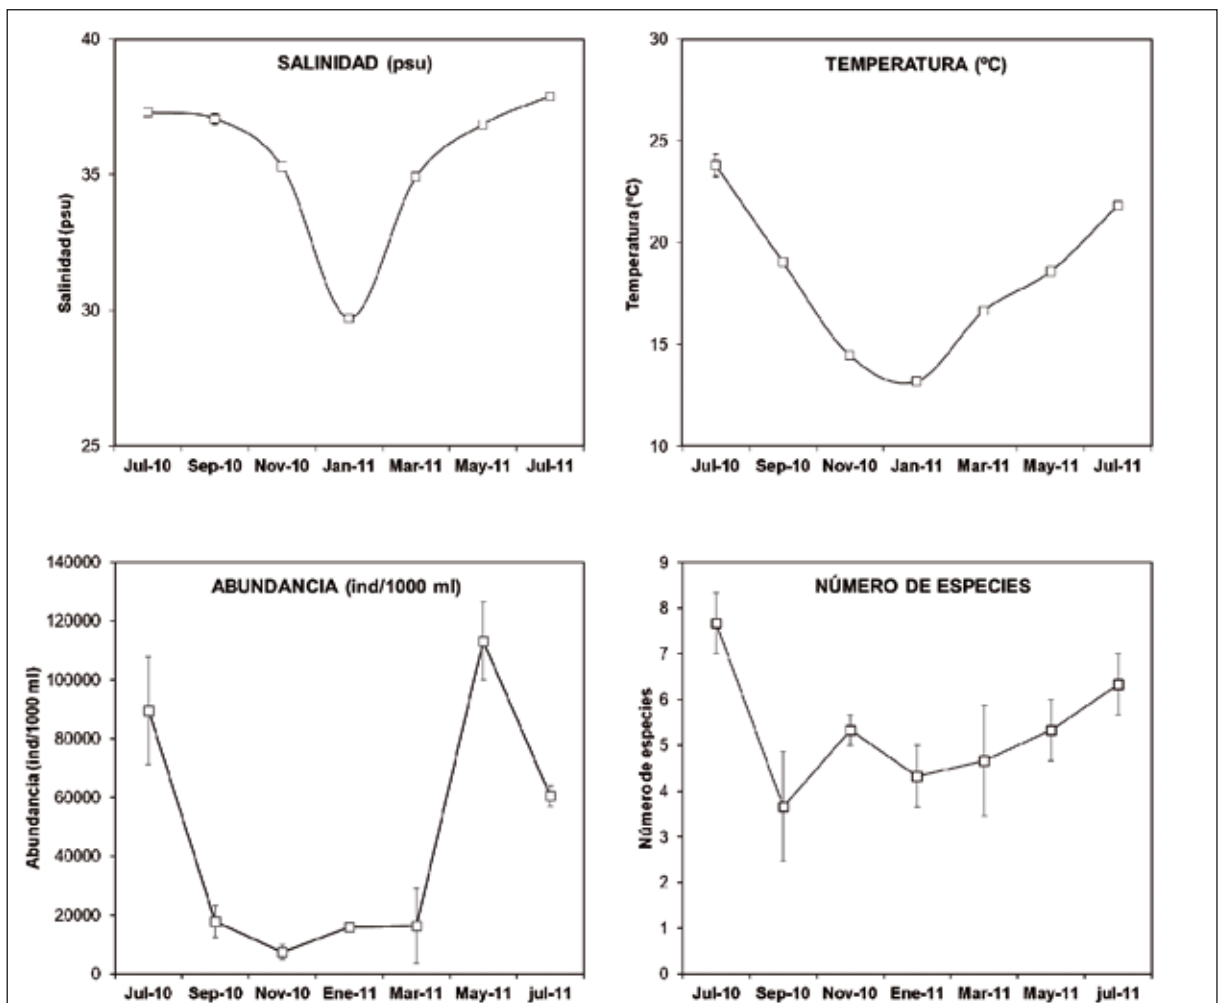 SALINIDAD (psu)
40
35
30
25
Salinidad (psu)
Jul-10 Sep-10 Nov-10 Jan-11 Mar-11 May-11 Jul-11
TEMPERATURA (ºC)
30
25
20
15
10
Temperatura (ºC)
Jul-10 Sep-10 Nov-10 Jan-11 Mar-11 May-11 Jul-11
ABUNDANCIA (ind/1000 ml)
140000
120000
100000
80000
60000
40000
20000
0
Abundancia (ind/1000 ml)
Jul-10 Sep-10 Nov-10 Ene-11 Mar-11 May-11 jul-11
NÚMERO DE ESPECIES
9
8
7
6
5
4
3
2
1
0
Número de especies
Jul-10 Sep-10 Nov-10 Ene-11 Mar-11 May-11 Jul-11